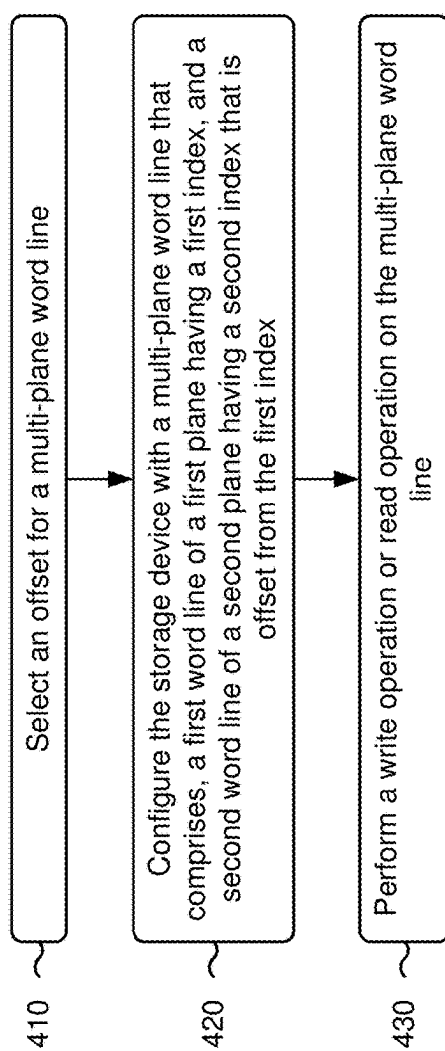 410
Select an offset for a multi-plane word line
420
Configure the storage device with a multi-plane word line that
comprises, a first word line of a first plane having a first index, and a
second word line of a second plane having a second index that is
offset from the first index
430
Perform a write operation or read operation on the multi-plane word
line